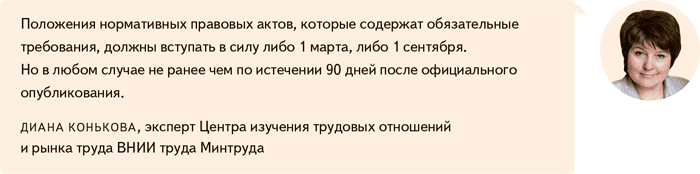 Положения нормативных правовых актов, которые содержат обязательные
требования, должны вступать в силу либо 1 марта, либо 1 сентября.
Но в любом случае не ранее чем по истечении 90 дней после официального
опубликования.
ДИАНА КОНЬКОВА, эксперт Центра изучения трудовых отношений
и рынка труда ВНИИ труда Минтруда